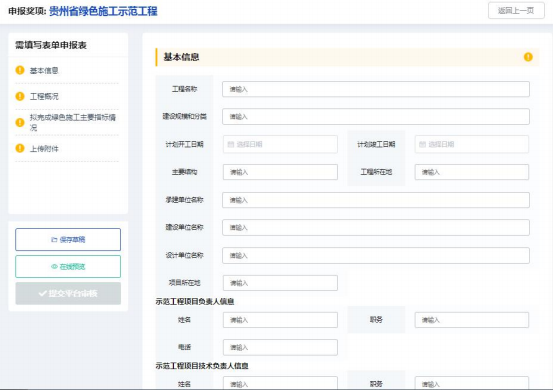 申报奖项: 贵州省绿色施工示范工程
返回上一页
需填写表单申报表
基本信息
工程概况
拟完成绿色施工主要指标情
况
上传附件
保存草稿
在线预览
提交平台审核
基本信息
工程名称 请输入
建设规模和分类 请输入
计划开工日期 选择日期 计划竣工日期 选择日期
主要结构 请输入 工程所在地 请输入
承建单位名称 请输入
建设单位名称 请输入
设计单位名称 请输入
项目所在地 请输入
示范工程项目负责人信息
姓名 请输入 职务 请输入
电话 请输入
示范工程项目技术负责人信息
姓名 请输入 职务 请输入